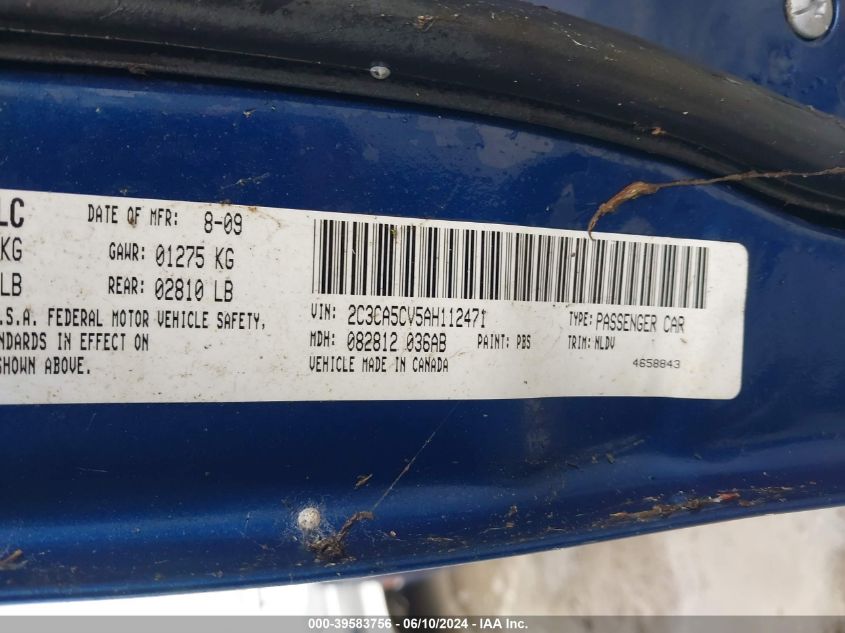 LC DATE OF MFR: 8-09
KG GAWR: 01275 KG
LB REAR: 02810 LB
.S.A. FEDERAL MOTOR VEHICLE SAFETY,
NDARDS IN EFFECT ON
SHOWN ABOVE.
VIN: 2C3CA5CV5AH112471 TYPE: PASSENGER CAR
MDH: 082812 036AB PAINT: PBS TRIM: NLDV
VEHICLE MADE IN CANADA 4658843
000-39583756 - 06/10/2024 - IAA Inc.